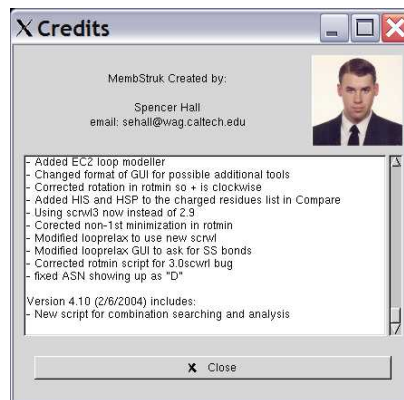 X Credits
MembStruk Created by:
Spencer Hall
email: sehall@wag.caltech.edu
- Added EC2 loop modeller
- Changed format of GUI for possible additional tools
- Corrected rotation in rotmin so + is clockwise
- Added HIS and HSP to the charged residues list in Compare
- Using scrwl3 now instead of 2.9
- Corected non-1st minimization in rotmin
- Modified looprelax to use new scrwl
- Modified looprelax GUI to ask for SS bonds
- Corrected rotmin script for 3.0scwrl bug
- fixed ASN showing up as "D"
Version 4.10 (2/6/2004) includes:
- New script for combination searching and analysis
X Close